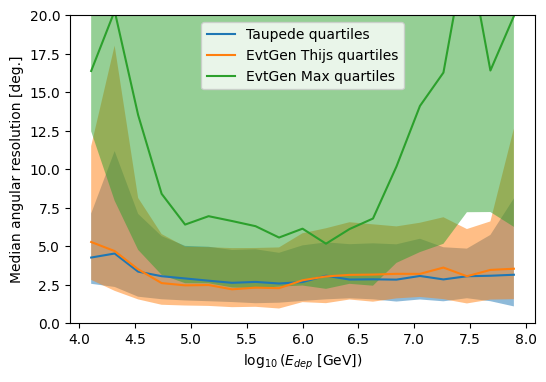 Taupede quartiles
EvtGen Thijs quartiles
EvtGen Max quartiles
Median angular resolution [deg.]
20.0
17.5
15.0
12.5
10.0
7.5
5.0
2.5
0.0
4.0 4.5 5.0 5.5 6.0 6.5 7.0 7.5 8.0
log₁₀(E_dep [GeV])